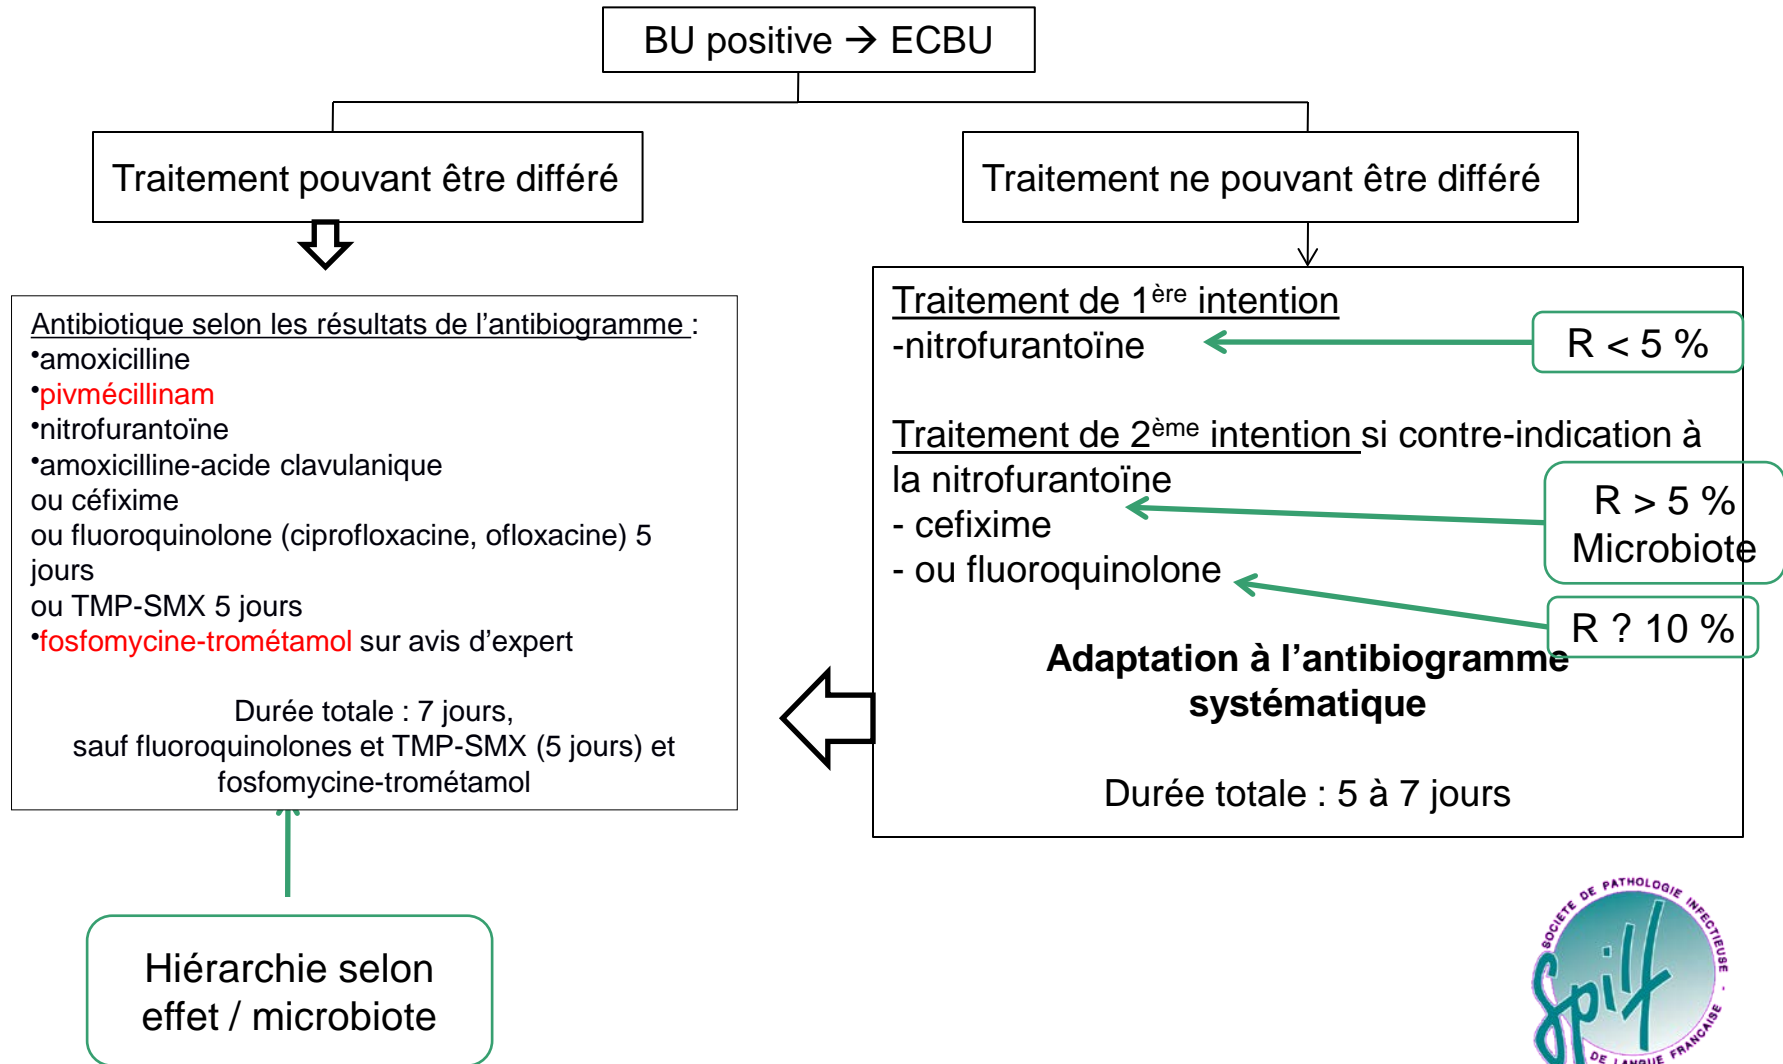 BU positive → ECBU
Traitement pouvant être différé
Traitement ne pouvant être différé
Antibiotique selon les résultats de l'antibiogramme :
•amoxicilline
•pivmécillinam
•nitrofurantoïne
•amoxicilline-acide clavulanique
ou céfixime
ou fluoroquinolone (ciprofloxacine, ofloxacine) 5
jours
ou TMP-SMX 5 jours
•fosfomycine-trométamol sur avis d'expert
Durée totale : 7 jours,
sauf fluoroquinolones et TMP-SMX (5 jours) et
fosfomycine-trométamol
Traitement de 1ère intention
-nitrofurantoïne
R < 5 %
Traitement de 2ème intention si contre-indication à
la nitrofurantoïne
- cefixime
- ou fluoroquinolone
R > 5 %
Microbiote
R ? 10 %
Adaptation à l'antibiogramme
systématique
Durée totale : 5 à 7 jours
Hiérarchie selon
effet / microbiote
SOCIETE DE PATHOLOGIE INFECTIEUSE -
DE LANGUE FRANCAISE
Spilf